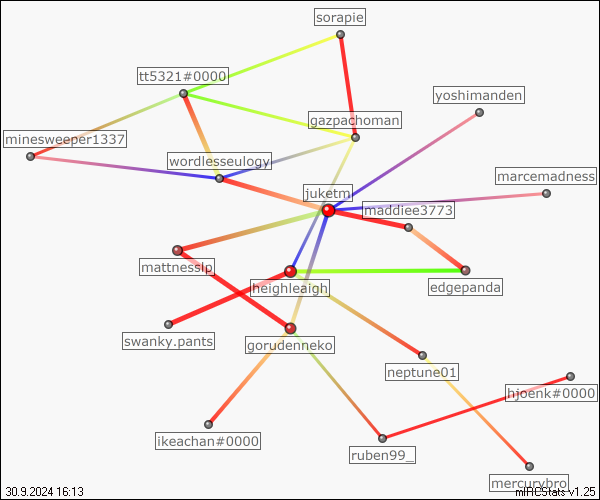 sorapie
tt5321#0000
yoshimanden
gazpachoman
minesweeper1337
wordlesseulogy
marcemadness
juketm
maddiee3773
mattnesslp
heighleaigh
edgepanda
swanky.pants
gorudenneko
neptune01
hjoenk#0000
ikeachan#0000
ruben99_
mercurybro
30.9.2024 16:13
mIRCStats v1.25